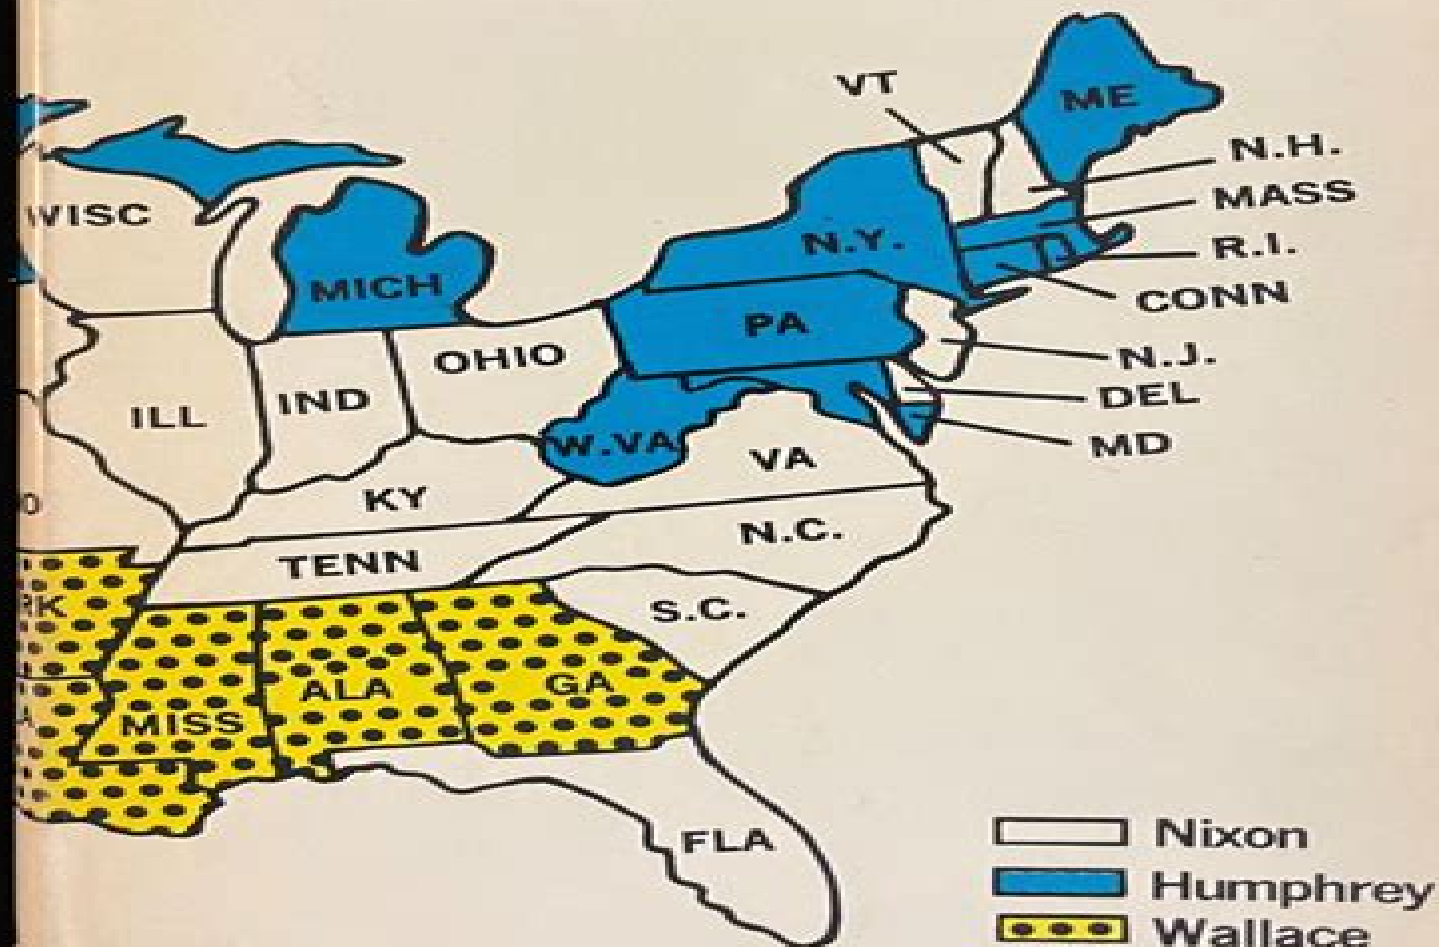 VT
ME
N.H.
WISC
MASS
N.Y.
R.I.
MICH
CONN
PA
OHIO
N.J.
IND
DEL
ILL
W.VA
MD
VA
KY
N.C.
TENN
S.C.
GA
ALA
MISS
FLA
Nixon
Humphrey
Wallace